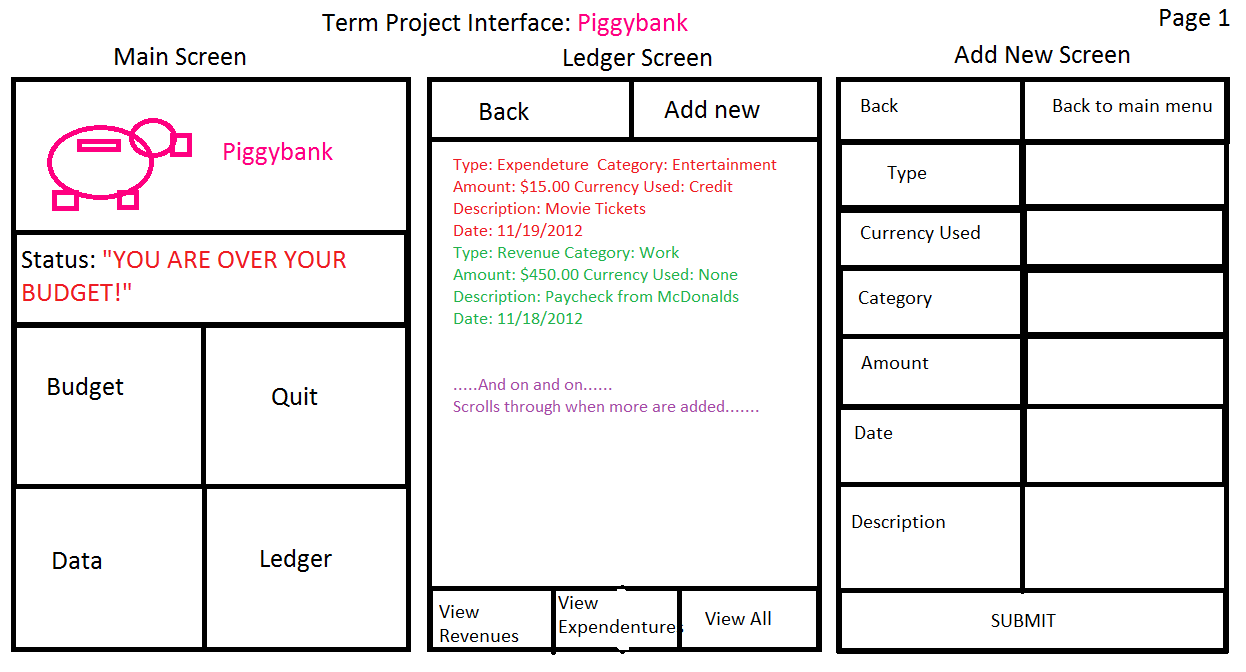 Term Project Interface: Piggybank
Page 1
Main Screen
Piggybank
Status: "YOU ARE OVER YOUR
BUDGET!"
Budget
Quit
Data
Ledger
Ledger Screen
Back
Add new
Type: Expendeture  Category: Entertainment
Amount: $15.00 Currency Used: Credit
Description: Movie Tickets
Date: 11/19/2012
Type: Revenue Category: Work
Amount: $450.00 Currency Used: None
Description: Paycheck from McDonalds
Date: 11/18/2012
.....And on and on......
Scrolls through when more are added.......
View
Revenues
View
Expendentures
View All
Add New Screen
Back
Back to main menu
Type
Currency Used
Category
Amount
Date
Description
SUBMIT